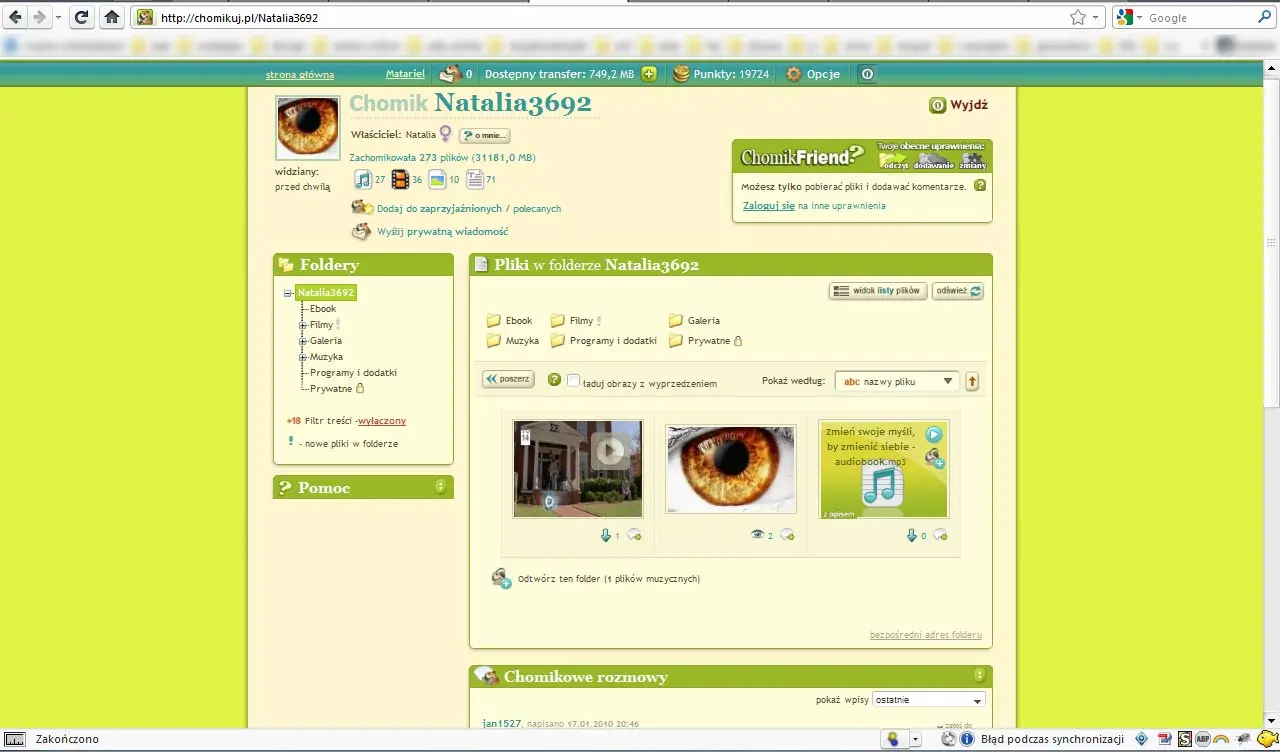 http://chomikuj.pl/Natalia3692
Google
strona główna
Matariel
0
Dostępny transfer: 749,2 MB
Punkty: 19724
Opcje
Chomik Natalia3692
Wyjdź
Właściciel: Natalia
? o mnie...
Zachomikowała 273 plików (31181,0 MB)
27
36
10
71
widziany:
przed chwilą
Dodaj do zaprzyjaźnionych / polecanych
Wyślij prywatną wiadomość
ChomikFriend?
Twoje obecne uprawnienia:
odczyt dodawanie zmiany
Możesz tylko pobierać pliki i dodawać komentarze.
Zaloguj się na inne uprawnienia
Foldery
Natalia3692
Ebook
Filmy
Galeria
Muzyka
Programy i dodatki
Prywatne
+18 Filtr treści -wyłączony
! - nowe pliki w folderze
? Pomoc
Pliki w folderze Natalia3692
widok listy plików
odśwież
Ebook
Filmy
Galeria
Muzyka
Programy i dodatki
Prywatne
poszerz
?
ładuj obrazy z wyprzedzeniem
Pokaż według:
abc nazwy pliku
14
Zmień swoje myśli,
by zmienić siebie -
audiobook.mp3
z opisem
1
2
0
Odtwórz ten folder (1 plików muzycznych)
bezpośredni adres folderu
Chomikowe rozmowy
pokaż wpisy
ostatnie
jan1527, napisano 17.01.2010 20:46
zgłoś do
Zakończono
Błąd podczas synchronizacji
ABP